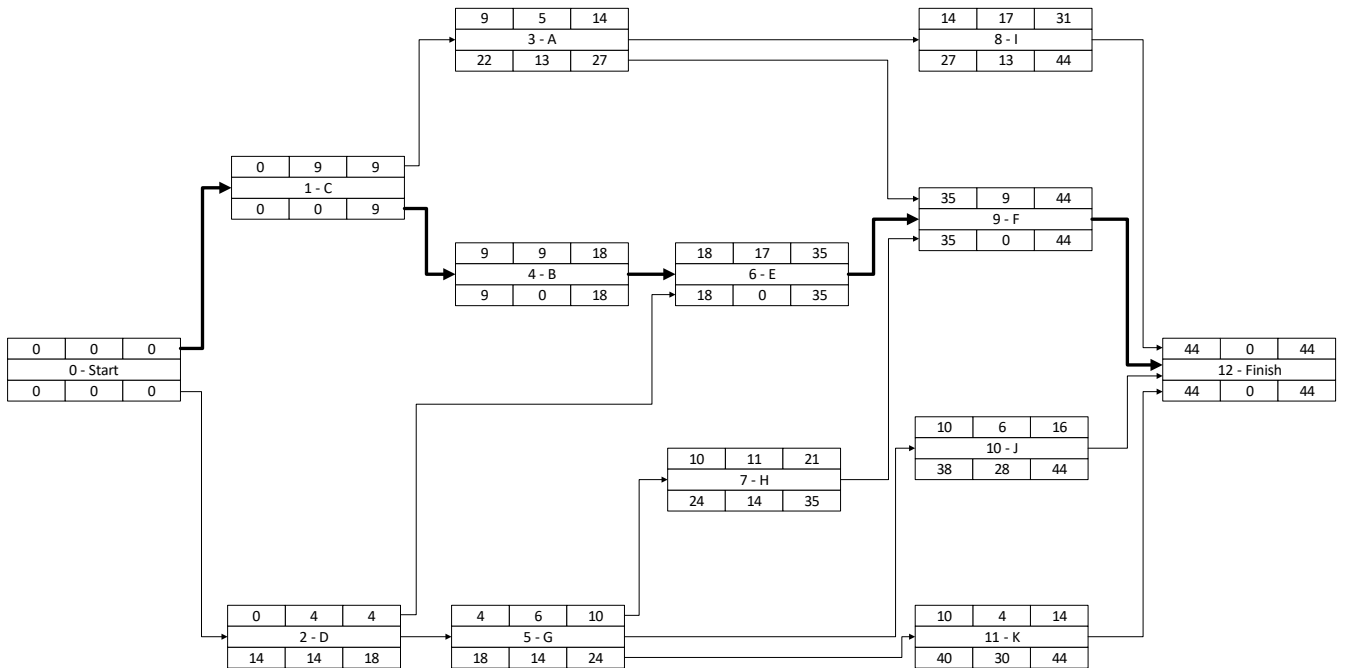 9 5 14
3 - A
22 13 27
14 17 31
8 - I
27 13 44
0 9 9
1 - C
0 0 9
35 9 44
9 - F
35 0 44
9 9 18
4 - B
9 0 18
18 17 35
6 - E
18 0 35
0 0 0
0 - Start
0 0 0
44 0 44
12 - Finish
44 0 44
10 6 16
10 - J
38 28 44
10 11 21
7 - H
24 14 35
0 4 4
2 - D
14 14 18
4 6 10
5 - G
18 14 24
10 4 14
11 - K
40 30 44